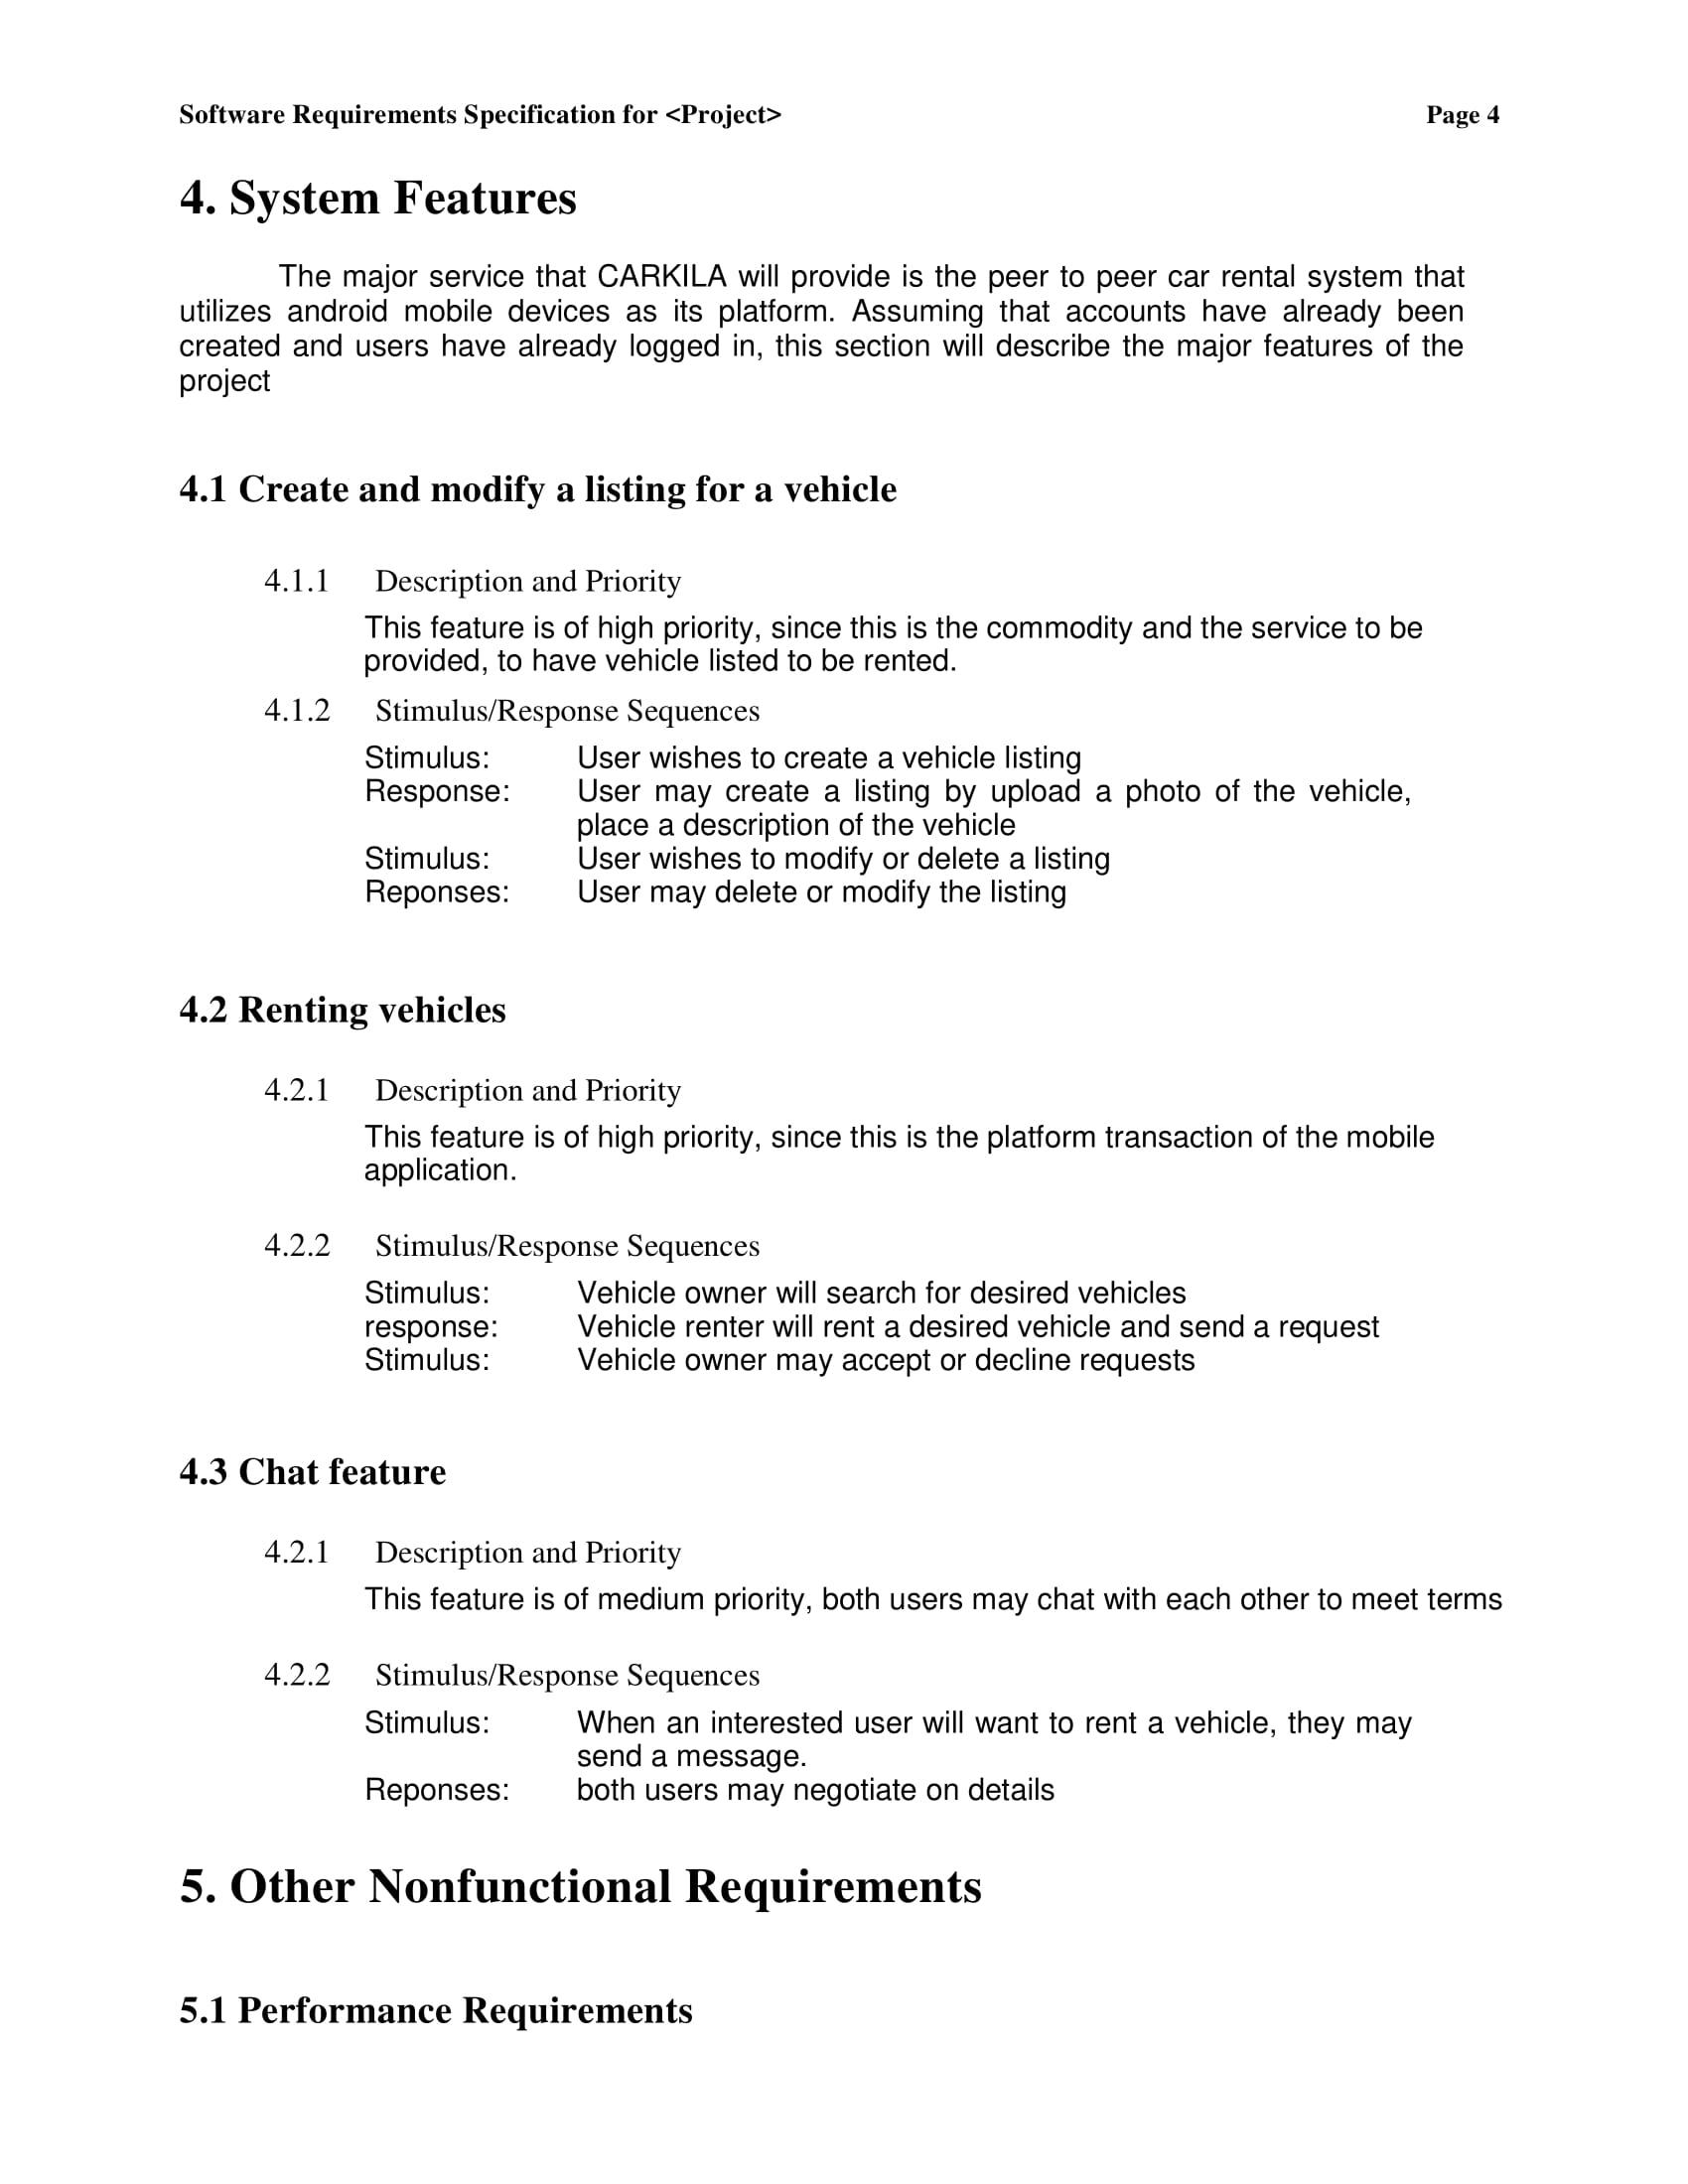 Software Requirements Specification for <Project> Page 4
4. System Features
The major service that CARKILA will provide is the peer to peer car rental system that
utilizes android mobile devices as its platform. Assuming that accounts have already been
created and users have already logged in, this section will describe the major features of the
project
4.1 Create and modify a listing for a vehicle
4.1.1 Description and Priority
This feature is of high priority, since this is the commodity and the service to be
provided, to have vehicle listed to be rented.
4.1.2 Stimulus/Response Sequences
Stimulus: User wishes to create a vehicle listing
Response: User may create a listing by upload a photo of the vehicle,
place a description of the vehicle
Stimulus: User wishes to modify or delete a listing
Reponses: User may delete or modify the listing
4.2 Renting vehicles
4.2.1 Description and Priority
This feature is of high priority, since this is the platform transaction of the mobile
application.
4.2.2 Stimulus/Response Sequences
Stimulus: Vehicle owner will search for desired vehicles
response: Vehicle renter will rent a desired vehicle and send a request
Stimulus: Vehicle owner may accept or decline requests
4.3 Chat feature
4.2.1 Description and Priority
This feature is of medium priority, both users may chat with each other to meet terms
4.2.2 Stimulus/Response Sequences
Stimulus: When an interested user will want to rent a vehicle, they may
send a message.
Reponses: both users may negotiate on details
5. Other Nonfunctional Requirements
5.1 Performance Requirements